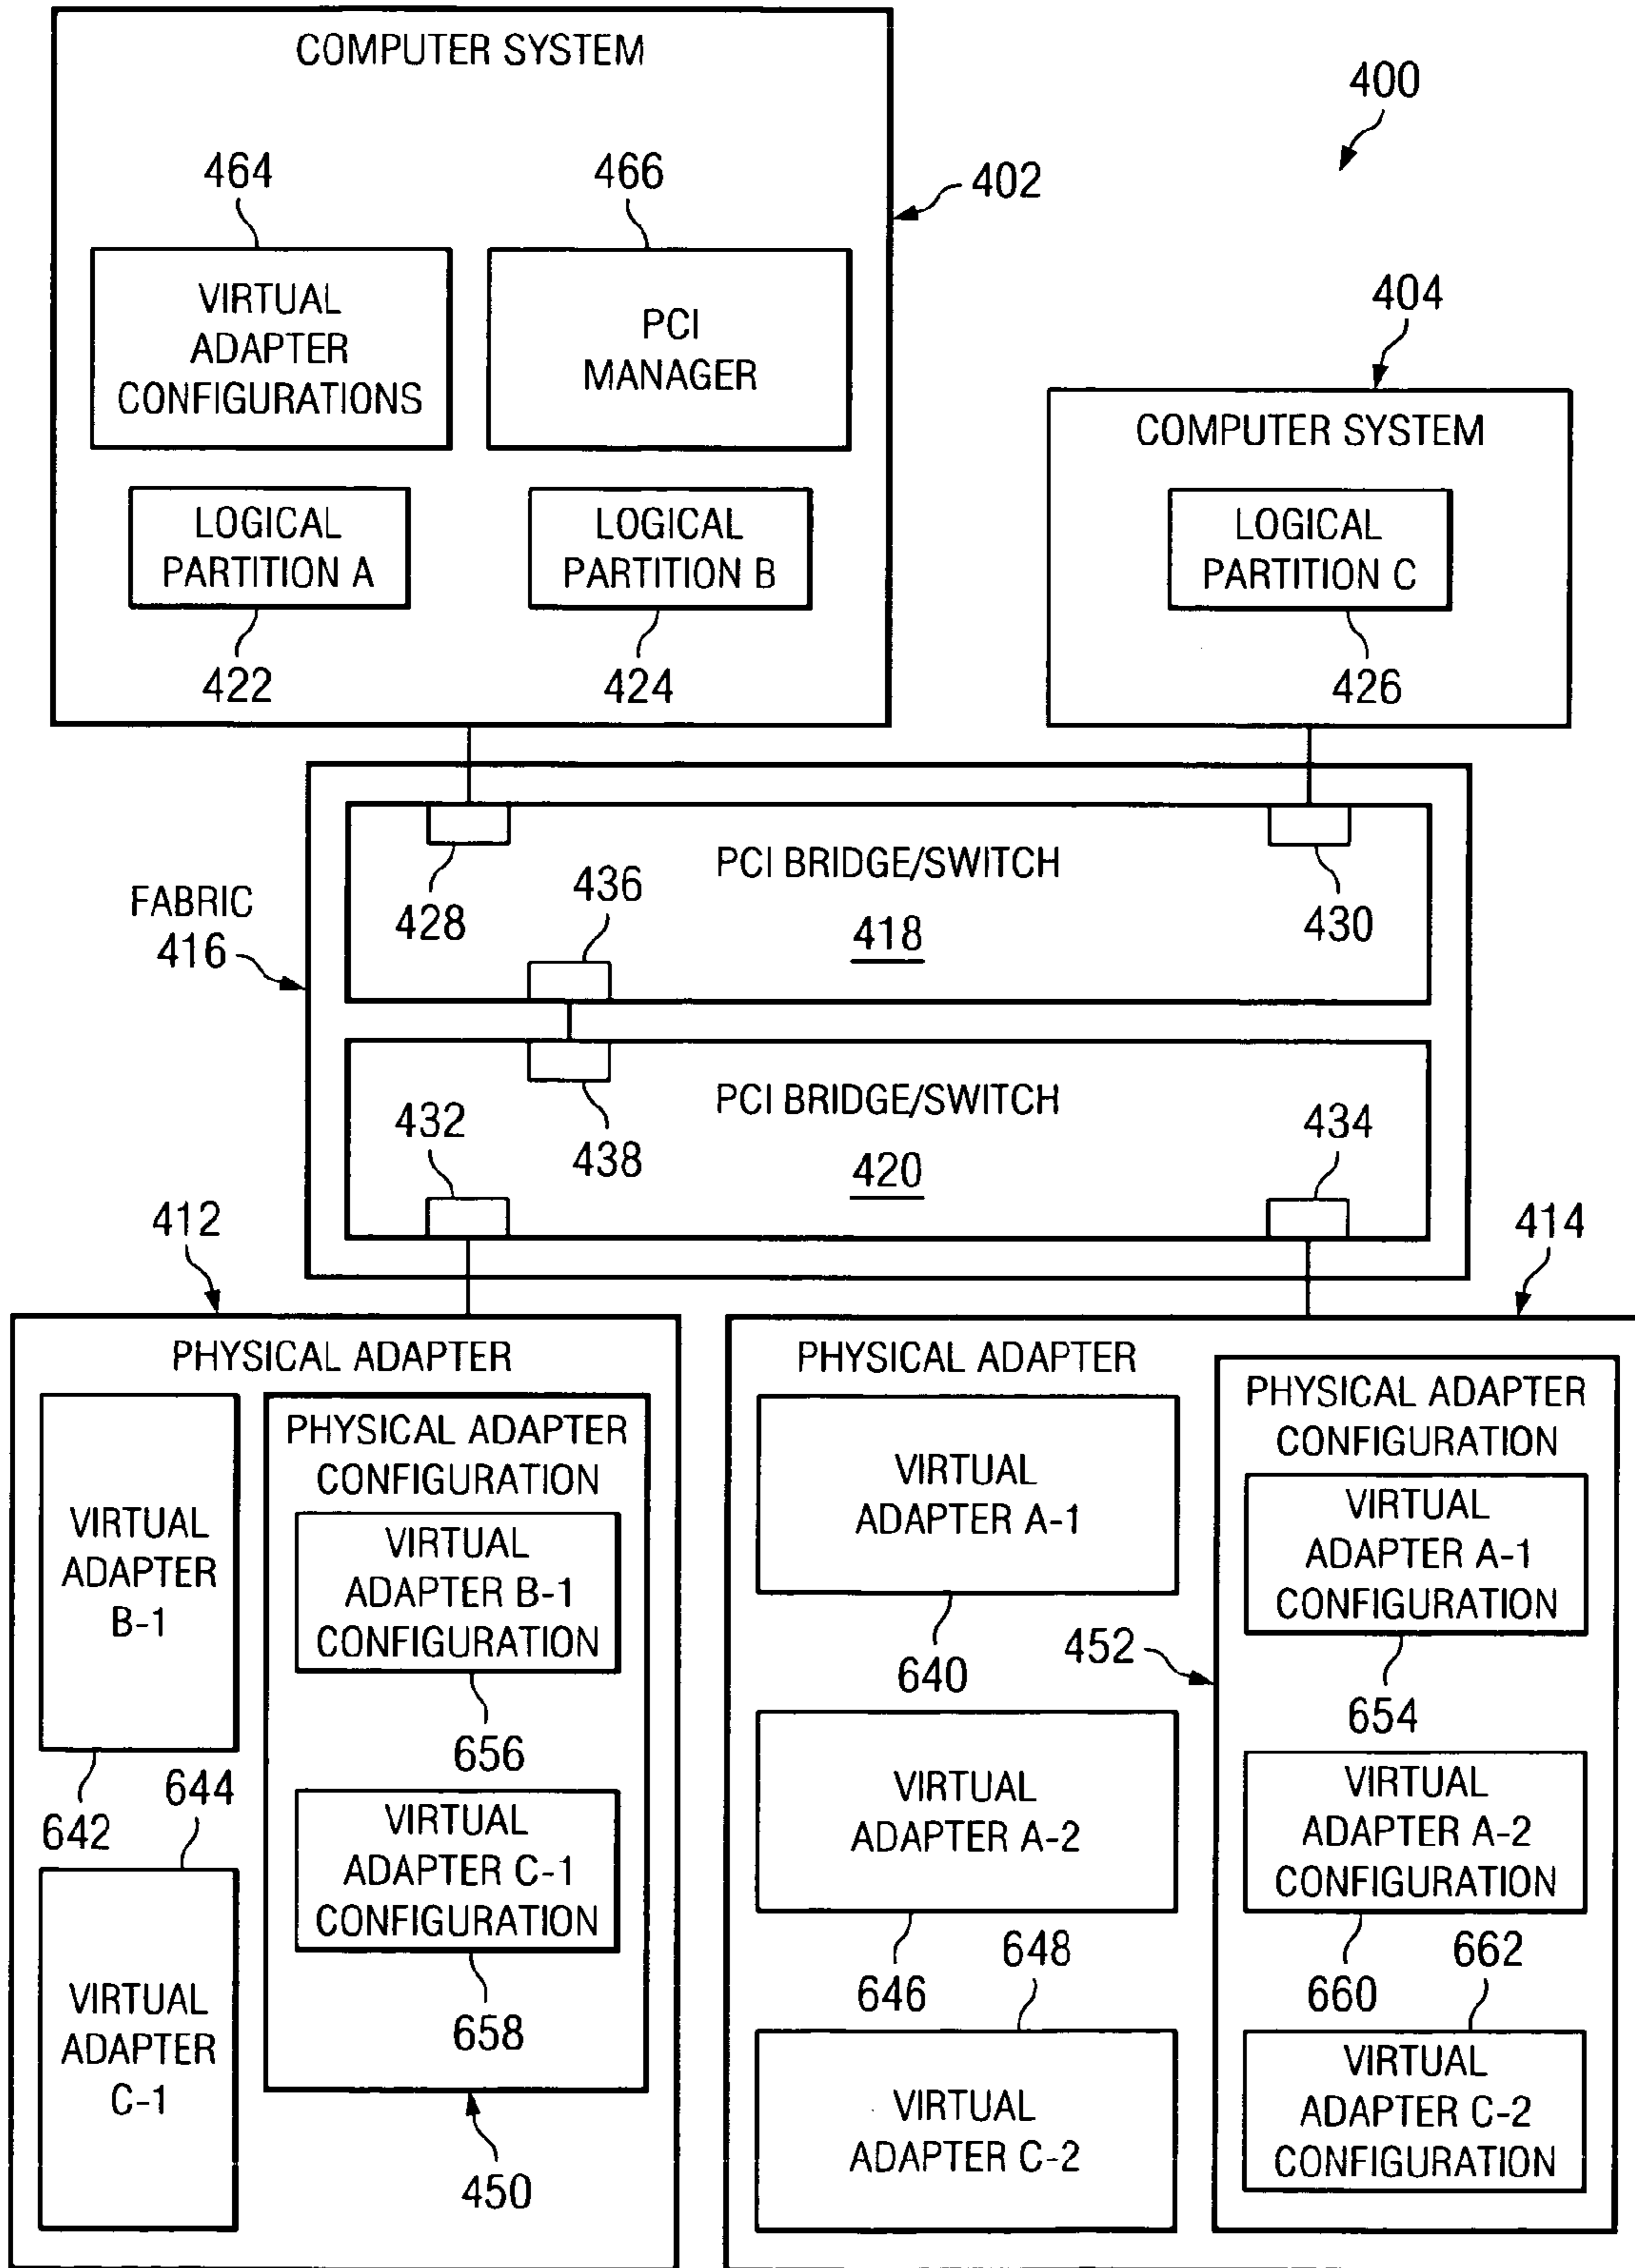 COMPUTER SYSTEM
400
464
466
402
VIRTUAL
ADAPTER
CONFIGURATIONS
PCI
MANAGER
404
COMPUTER SYSTEM
LOGICAL
PARTITION A
LOGICAL
PARTITION B
LOGICAL
PARTITION C
422
424
426
PCI BRIDGE/SWITCH
418
428
436
430
FABRIC
416
PCI BRIDGE/SWITCH
420
432
438
434
412
414
PHYSICAL ADAPTER
PHYSICAL ADAPTER
CONFIGURATION
VIRTUAL
ADAPTER
B-1
VIRTUAL
ADAPTER B-1
CONFIGURATION
656
642
644
VIRTUAL
ADAPTER C-1
CONFIGURATION
658
VIRTUAL
ADAPTER
C-1
450
PHYSICAL ADAPTER
PHYSICAL ADAPTER
CONFIGURATION
VIRTUAL
ADAPTER A-1
640
452
VIRTUAL
ADAPTER A-1
CONFIGURATION
654
VIRTUAL
ADAPTER A-2
646
648
VIRTUAL
ADAPTER A-2
CONFIGURATION
660
662
VIRTUAL
ADAPTER C-2
VIRTUAL
ADAPTER C-2
CONFIGURATION